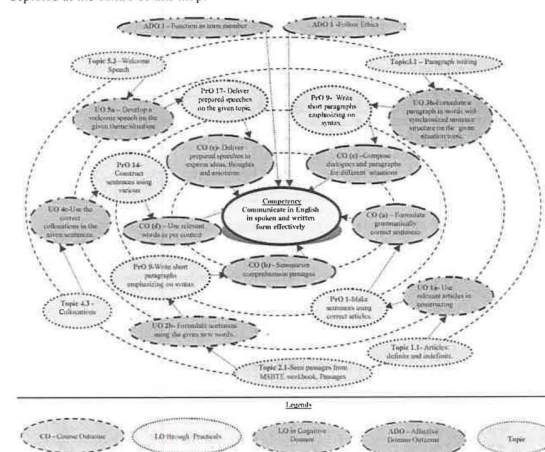 ADO 3 - Function as team member
ADO 1 -Follow Ethics
Topic 5.2 -Welcome
Speech
Topic3.1 – Paragraph writing
UO 5a – Develop a
welcome speech on the
given theme/situation
PrO 17- Deliver
prepared speeches
on the given topic.
PrO 9- Write
short paragraphs
emphasizing on
syntax.
UO 3b-Formulate a
paragraph in words with
synchronized sentence
structure on the given
situation/topic.
CO (e)- Deliver
prepared speeches to
express ideas, thoughts
and emotions
CO (c) –Compose
dialogues and paragraphs
for different situations
PrO 14-
Construct
sentences using
various
Competency
Communicate in English
in spoken and written
form effectively
UO 4c-Use the
correct
collocations in the
given sentences.
CO (d) – Use relevant
words as per context
CO (a) – Formulate
grammatically
correct sentences
CO (b)– Summarise
comprehension passages
PrO 9-Write short
paragraphs
emphasizing on syntax.
PrO 1-Make
sentences using
correct articles.
UO 1a- Use
relevant articles in
constructing
Topic 4.3 -
Collocations
UO 2b- Formulate sentences
using the given new words.
Topic 1.1- Articles:
definite and indefinite.
Topic 2.1-Seen passages from
MSBTE workbook, Passages
Legends
CO - Course Outcome
LO through Practicals
LO in Cognitive
Domain
ADO - Affective
Domain Outcome
Topic